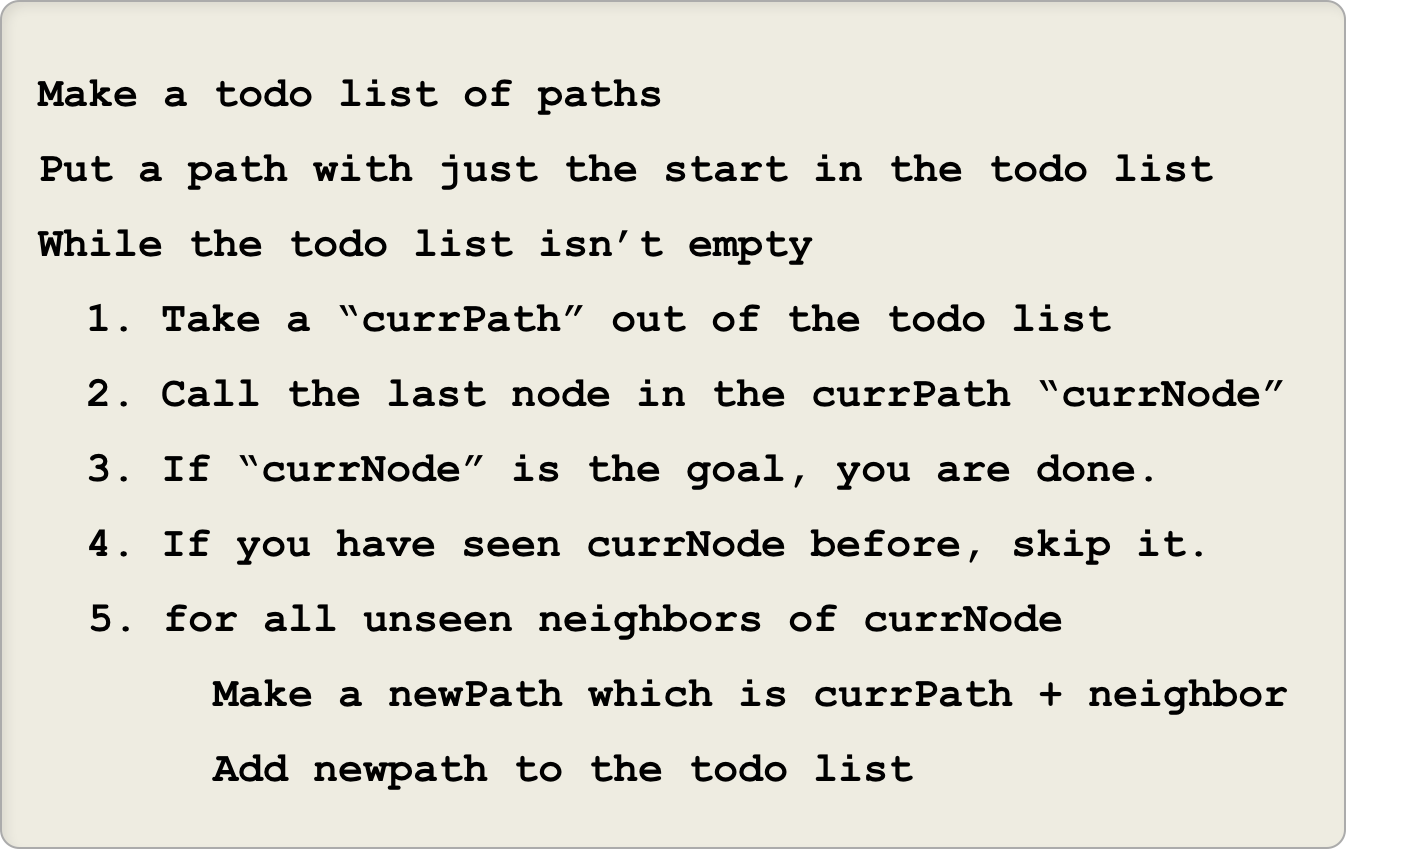 Make a todo list of paths
Put a path with just the start in the todo list
While the todo list isn’t empty
1. Take a “currPath” out of the todo list
2. Call the last node in the currPath “currNode”
3. If “currNode” is the goal, you are done.
4. If you have seen currNode before, skip it.
5. for all unseen neighbors of currNode
Make a newPath which is currPath + neighbor
Add newpath to the todo list